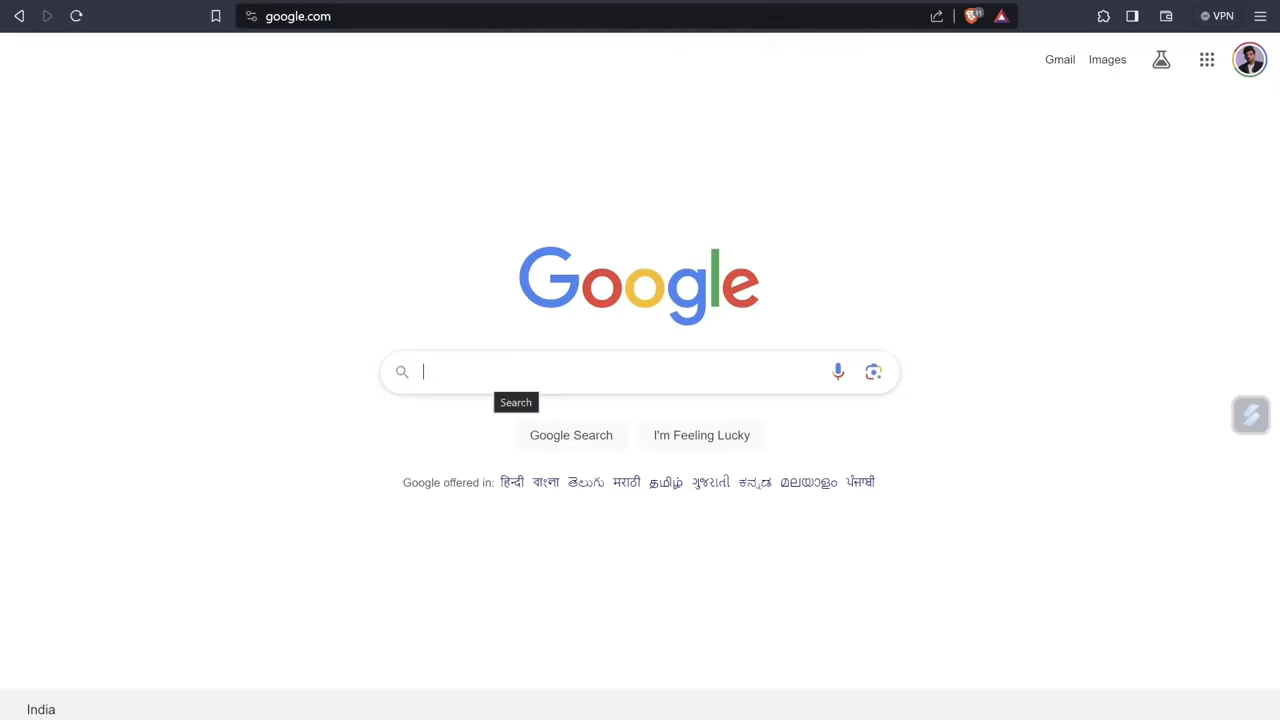 google.com
VPN
Gmail Images
Google
Search
Google Search I'm Feeling Lucky
Google offered in: हिन्दी বাংলা తెలుగు मराठी தமிழ் ગુજરાતી ಕನ್ನಡ മലയാളം ਪੰਜਾਬੀ
India